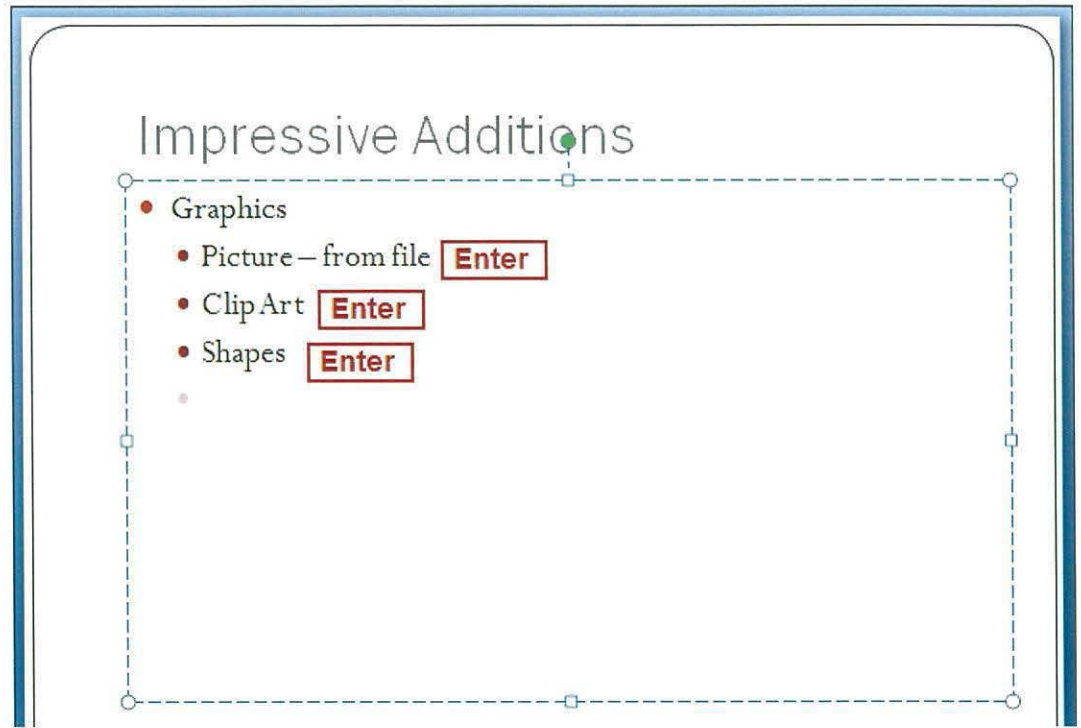 Impressive Additions
• Graphics
• Picture – from file Enter
• Clip Art Enter
• Shapes Enter